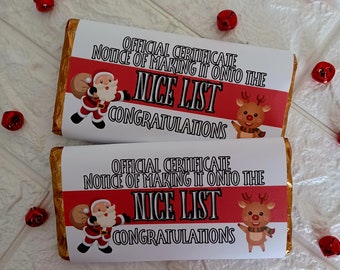 OFFICIAL CERTIFICATE
NOTICE OF MAKING IT ONTO THE
NICE LIST
CONGRATULATIONS
OFFICIAL CERTIFICATE
NOTICE OF MAKING IT ONTO THE
NICE LIST
CONGRATULATIONS